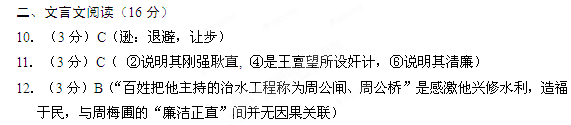 二、文言文阅读（16 分）
10. （3 分）C（逊：退避，让步）
11. （3 分）C（ ②说明其刚强耿直, ④是王亶望所设奸计，⑥说明其清廉）
12. （3 分）B（“百姓把他主持的治水工程称为周公闸、周公桥”是感激他兴修水利，造福
于民，与周梅圃的“廉洁正直”间并无因果关联）